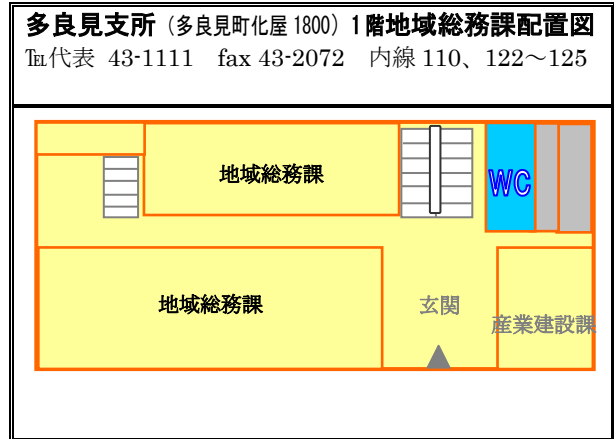 多良見支所（多良見町化屋 1800）1階地域総務課配置図
℡代表 43-1111 fax 43-2072 内線 110、122～125
地域総務課
WC
地域総務課
玄関
産業建設課